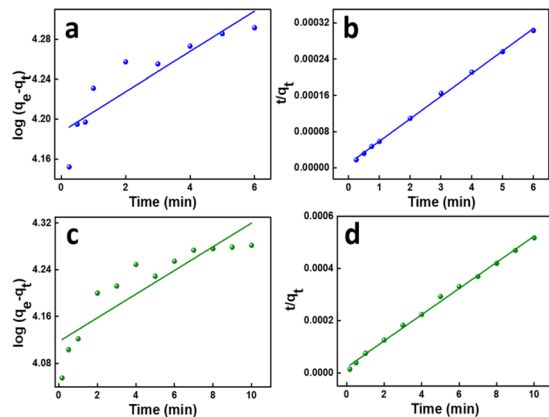 a
log (qe-qt)
4.28
4.24
4.20
4.16
0 2 4 6
Time (min)
b
t/qt
0.00032
0.00024
0.00016
0.00008
0.00000
0 1 2 3 4 5 6
Time (min)
c
log (qe-qt)
4.32
4.24
4.16
4.08
0 2 4 6 8 10
Time (min)
d
t/qt
0.0006
0.0004
0.0002
0.0000
0 2 4 6 8 10
Time (min)